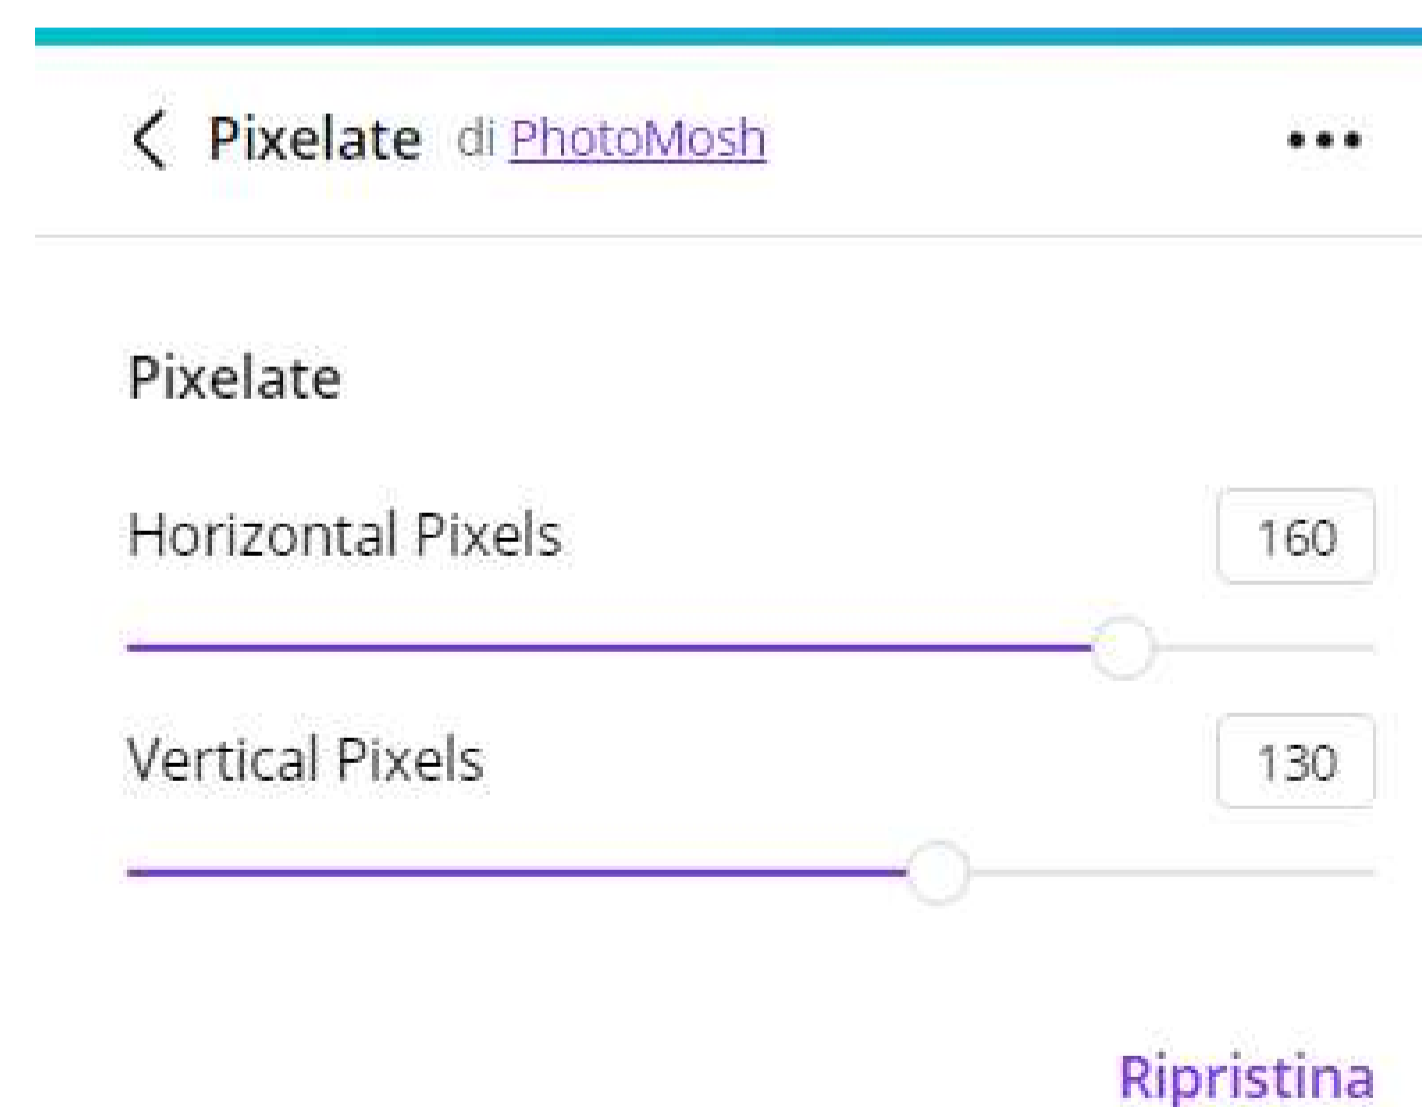 Pixelate di PhotoMosh
Pixelate
Horizontal Pixels 160
Vertical Pixels 130
Ripristina